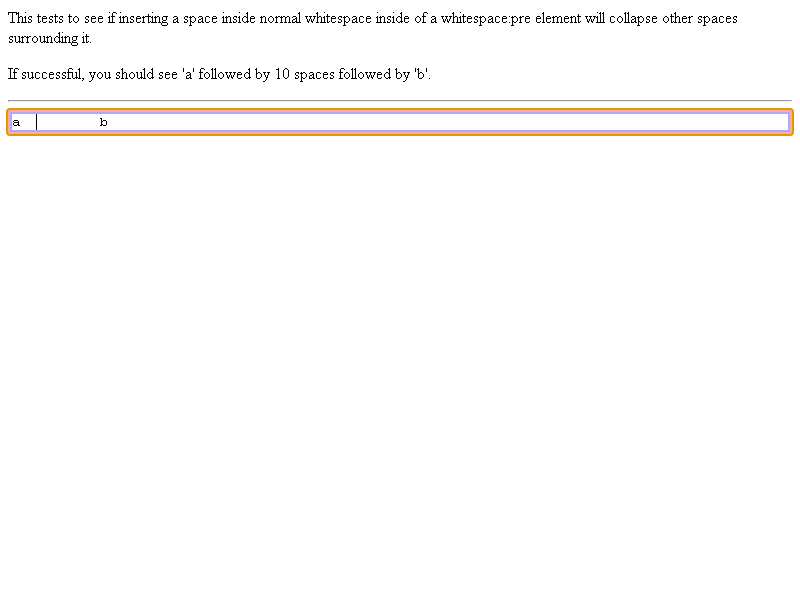 This tests to see if inserting a space inside normal whitespace inside of a whitespace:pre element will collapse other spaces
surrounding it.
If successful, you should see 'a' followed by 10 spaces followed by 'b'.
a          b